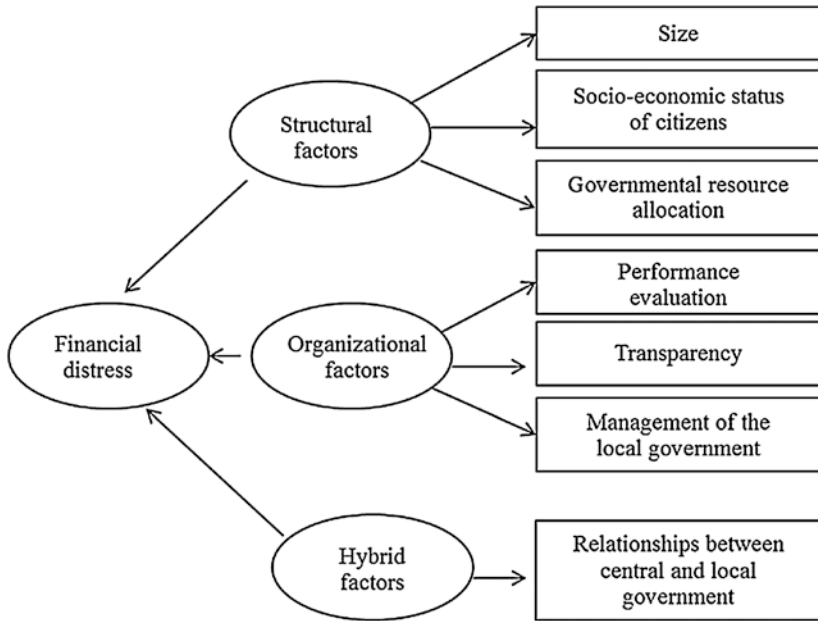 Size
Structural
factors
Socio-economic status
of citizens
Governmental resource
allocation
Financial
distress
Organizational
factors
Performance
evaluation
Transparency
Management of the
local government
Hybrid
factors
Relationships between
central and local
government